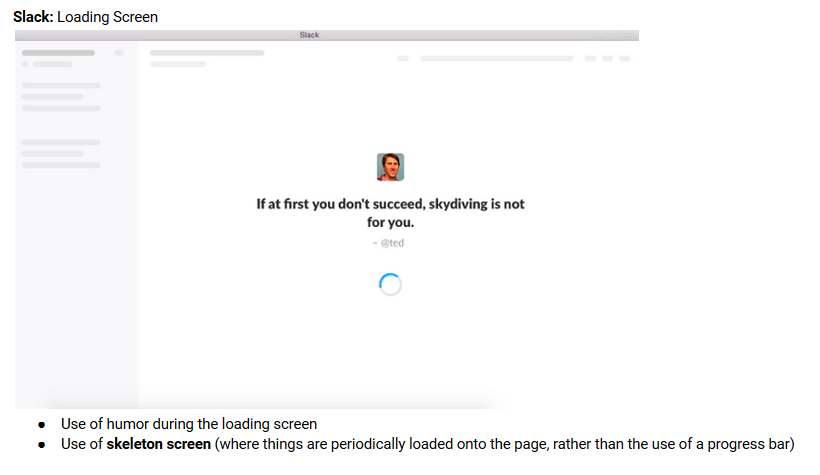 Slack: Loading Screen
Slack
If at first you don't succeed, skydiving is not
for you.
- @ted
● Use of humor during the loading screen
● Use of skeleton screen (where things are periodically loaded onto the page, rather than the use of a progress bar)